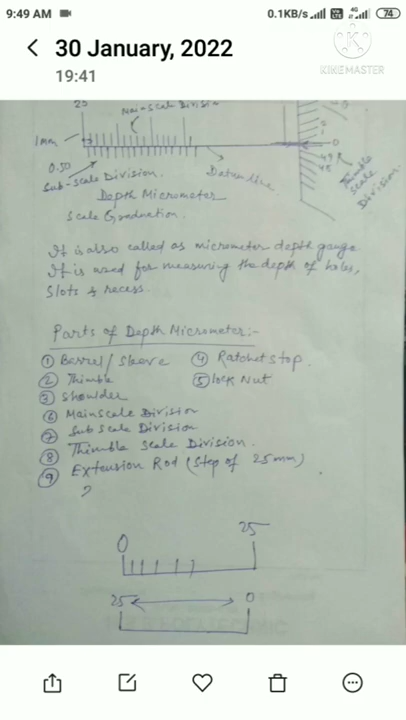 9:49 AM
0.1KB/s 4G 74
30 January, 2022
19:41
KINEMASTER
25
Main scale Division
1mm
0
0.50
Sub-scale Division.
Datum line
Thimble scale Division.
Depth Micrometer
Scale Graduation.
It is also called as micrometer depth gauge
It is used for measuring the depth of holes,
Slots & recess.
Parts of Depth Micrometer:-
① Barrel/Sleeve ④ Ratchet stop.
② Thimble ⑤ lock Nut
③ Showlder
⑥ Mainscale Division
⑦ Sub scale Division
⑧ Thimble Scale Division.
⑨ Extension Rod (Step of 25mm)
0 25
25 0